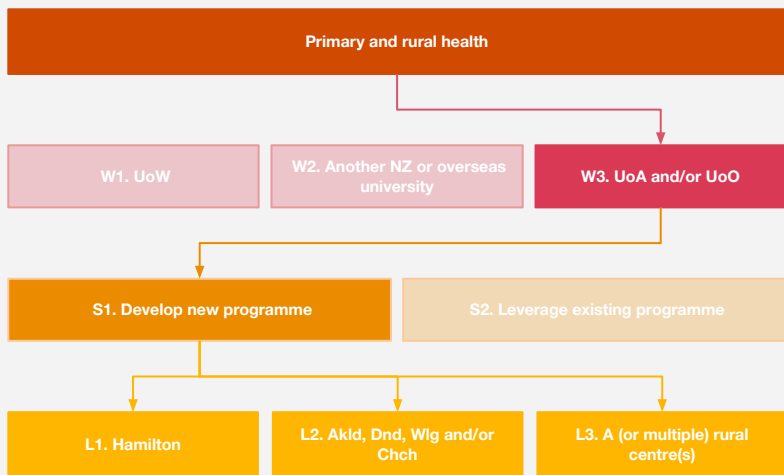 Primary and rural health
W1. UoW
W2. Another NZ or overseas
university
W3. UoA and/or UoO
S1. Develop new programme
S2. Leverage existing programme
L1. Hamilton
L2. Akld, Dnd, Wlg and/or
Chch
L3. A (or multiple) rural
centre(s)